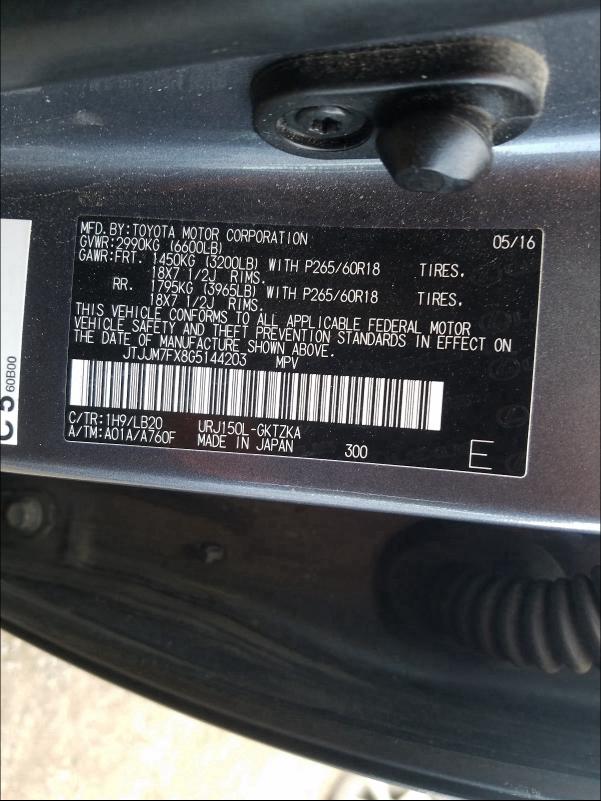 MFD.BY:TOYOTA MOTOR CORPORATION 05/16
GVWR:2990KG (6600LB)
GAWR:FRT. 1450KG (3200LB) WITH P265/60R18 TIRES.
18X7 1/2J RIMS.
RR. 1795KG (3965LB) WITH P265/60R18 TIRES.
18X7 1/2J RIMS.
THIS VEHICLE CONFORMS TO ALL APPLICABLE FEDERAL MOTOR
VEHICLE SAFETY AND THEFT PREVENTION STANDARDS IN EFFECT ON
THE DATE OF MANUFACTURE SHOWN ABOVE.
JTJJM7FX8G5144203 MPV
C/TR:1H9/LB20 URJ150L-GKTZKA
A/TM:A01A/A760F MADE IN JAPAN 300 E
C5
60B00